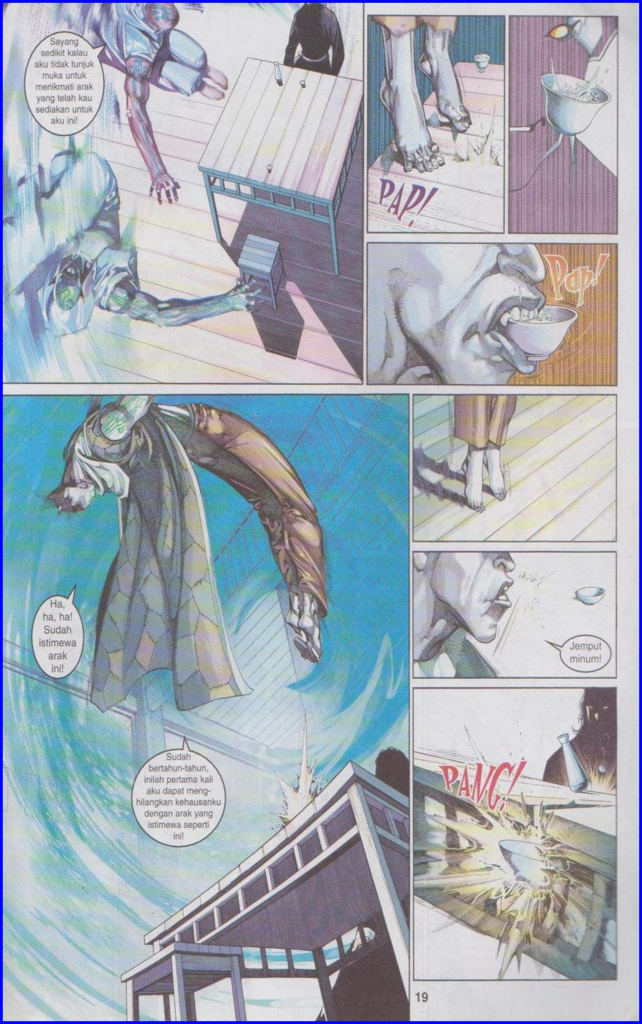 Sayang
sedikit kalau
aku tidak tunjuk
muka untuk
menikmati arak
yang telah kau
sediakan untuk
aku ini!
PAP!
Pap!
Ha,
ha, ha!
Sudah
istimewa
arak
ini!
Sudah
bertahun-tahun,
inilah pertama kali
aku dapat meng-
hilangkan kehausanku
dengan arak yang
istimewa seperti
ini!
Jemput
minum!
PANG!
19